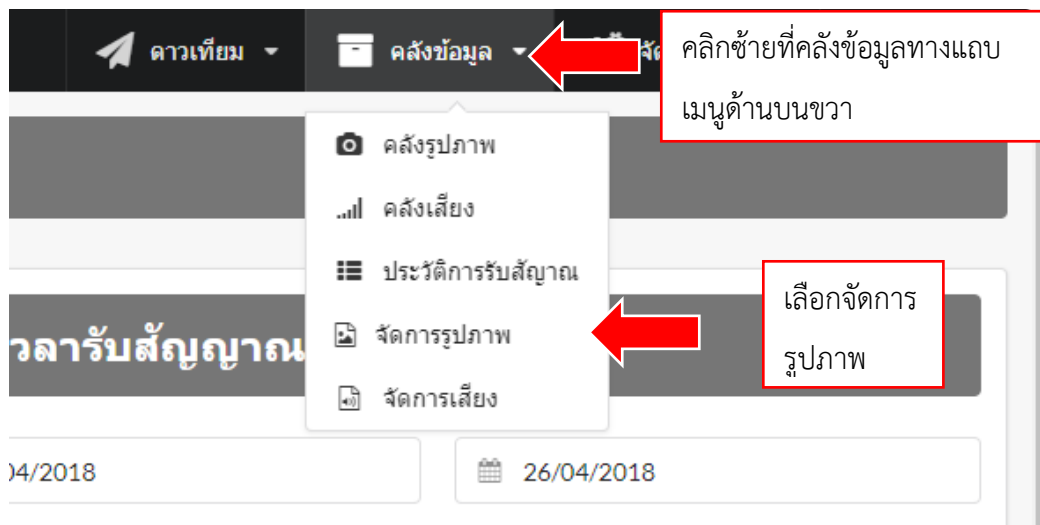 ดาวเทียม
คลังข้อมูล
จัด
คลิกซ้ายที่คลังข้อมูลทางแถบ
เมนูด้านบนขวา
คลังรูปภาพ
คลังเสียง
ประวัติการรับสัญาณ
จัดการรูปภาพ
จัดการเสียง
เลือกจัดการ
รูปภาพ
วลารับสัญญาณ
04/2018
26/04/2018